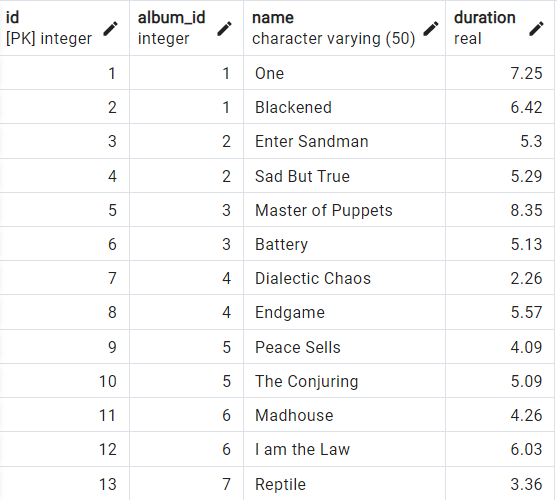 id album_id name duration
[PK] integer integer character varying (50) real
1 1 One 7.25
2 1 Blackened 6.42
3 2 Enter Sandman 5.3
4 2 Sad But True 5.29
5 3 Master of Puppets 8.35
6 3 Battery 5.13
7 4 Dialectic Chaos 2.26
8 4 Endgame 5.57
9 5 Peace Sells 4.09
10 5 The Conjuring 5.09
11 6 Madhouse 4.26
12 6 I am the Law 6.03
13 7 Reptile 3.36